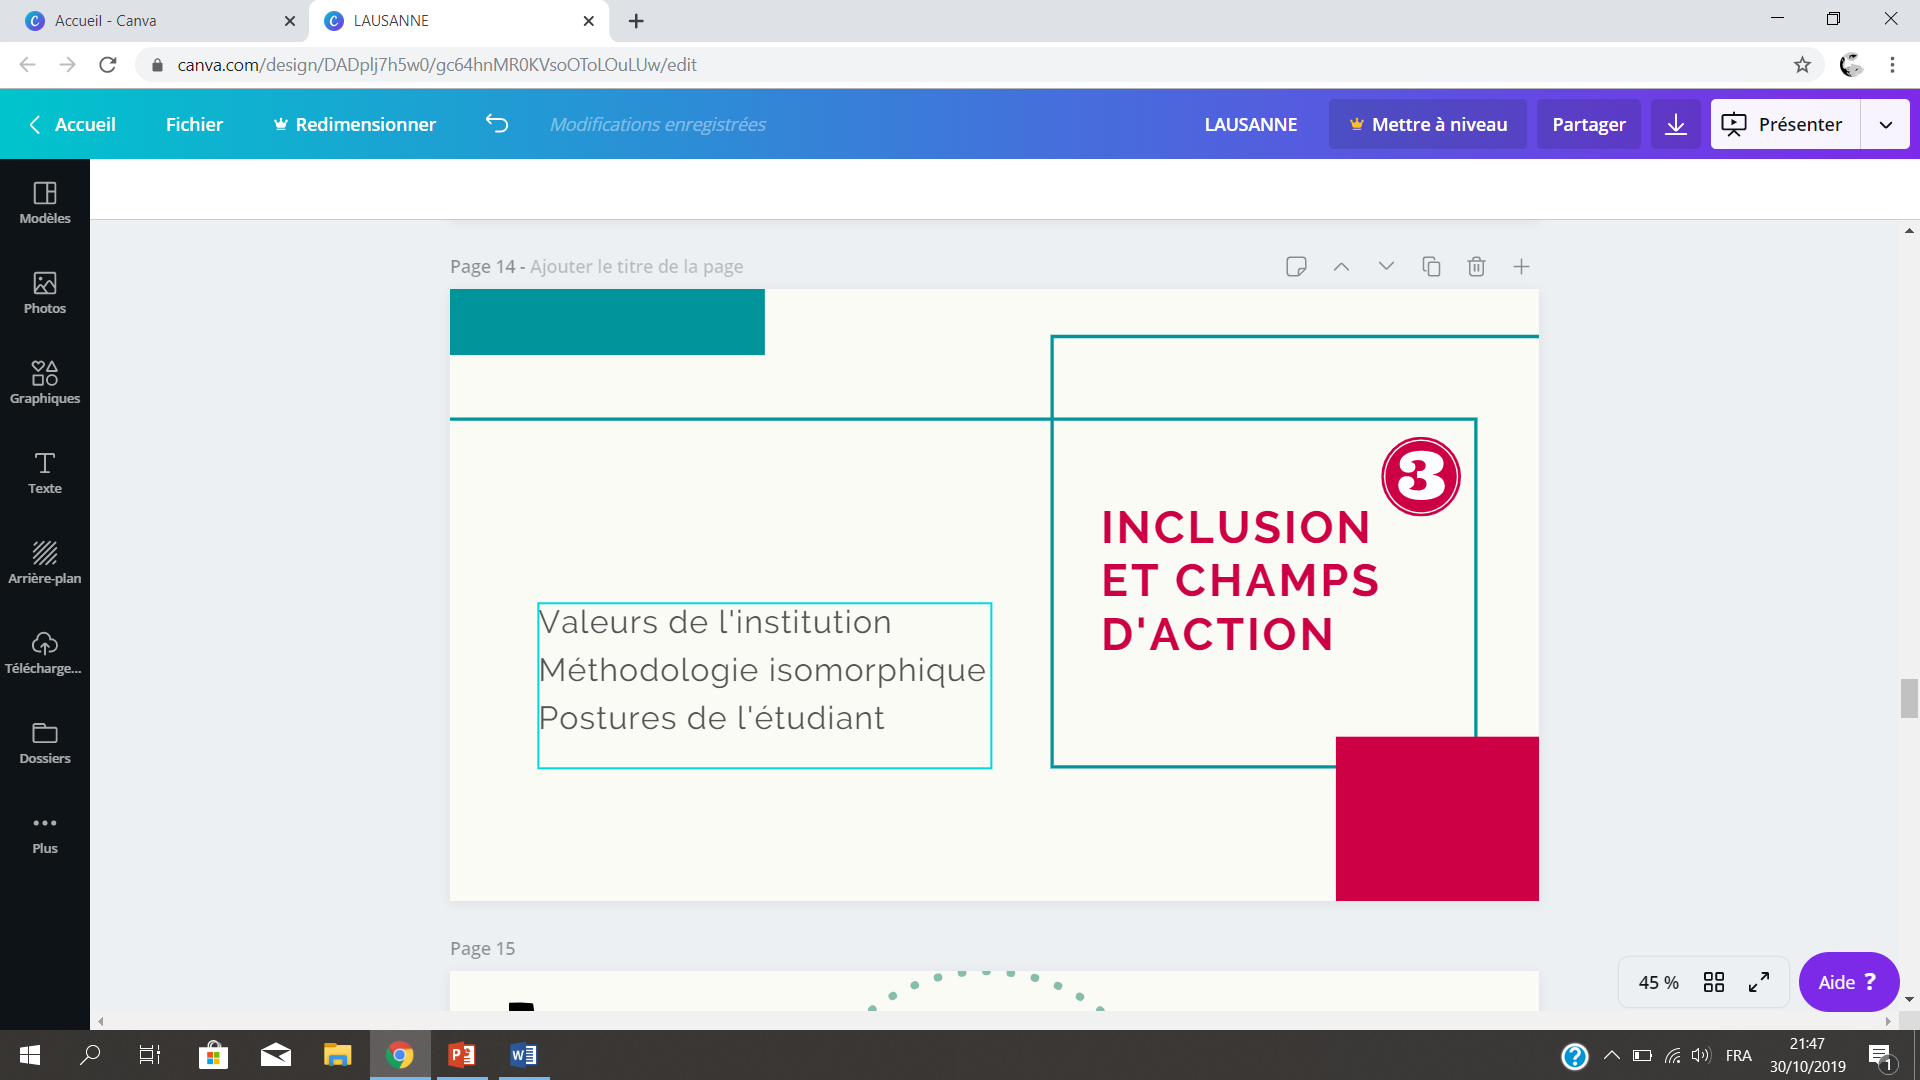 Accueil - Canva
LAUSANNE
canva.com/design/DADplj7h5w0/gc64hnMR0KVsoOToLOuLUw/edit
Accueil
Fichier
Redimensionner
Modifications enregistrées
LAUSANNE
Mettre à niveau
Partager
Présenter
Modèles
Photos
Graphiques
Texte
Arrière-plan
Télécharge...
Dossiers
Plus
Page 14 - Ajouter le titre de la page
3
INCLUSION
ET CHAMPS
D'ACTION
Valeurs de l'institution
Méthodologie isomorphique
Postures de l'étudiant
Page 15
45 %
Aide ?
FRA
21:47
30/10/2019
1